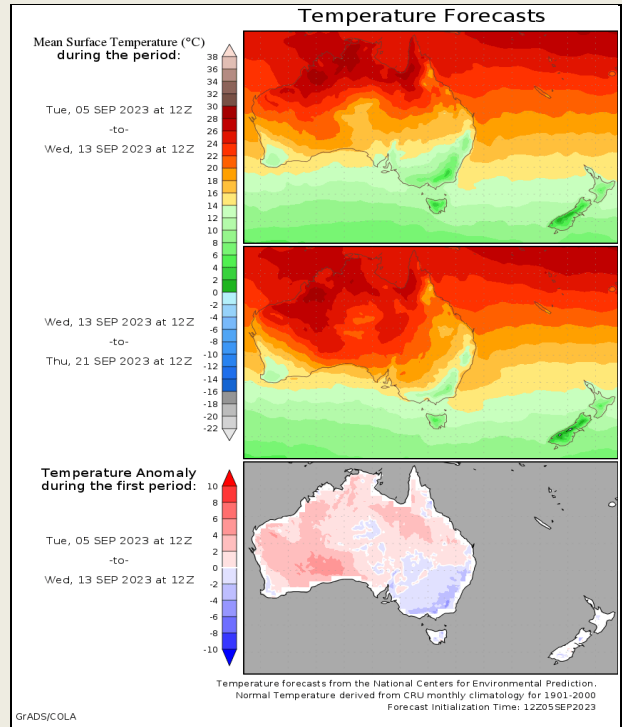 Temperature Forecasts
Mean Surface Temperature (°C)
during the period:
Tue, 05 SEP 2023 at 12Z
-to-
Wed, 13 SEP 2023 at 12Z
38
36
34
32
30
28
26
24
22
20
18
16
14
12
10
8
6
4
2
0
-2
-4
-6
-8
-10
-12
-14
-16
-18
-20
-22
Wed, 13 SEP 2023 at 12Z
-to-
Thu, 21 SEP 2023 at 12Z
Temperature Anomaly
during the first period:
Tue, 05 SEP 2023 at 12Z
-to-
Wed, 13 SEP 2023 at 12Z
10
8
6
4
2
0
-2
-4
-6
-8
-10
Temperature forecasts from the National Centers for Environmental Prediction.
Normal Temperature derived from CRU monthly climatology for 1901-2000
Forecast Initialization Time: 12Z05SEP2023
GrADS/COLA